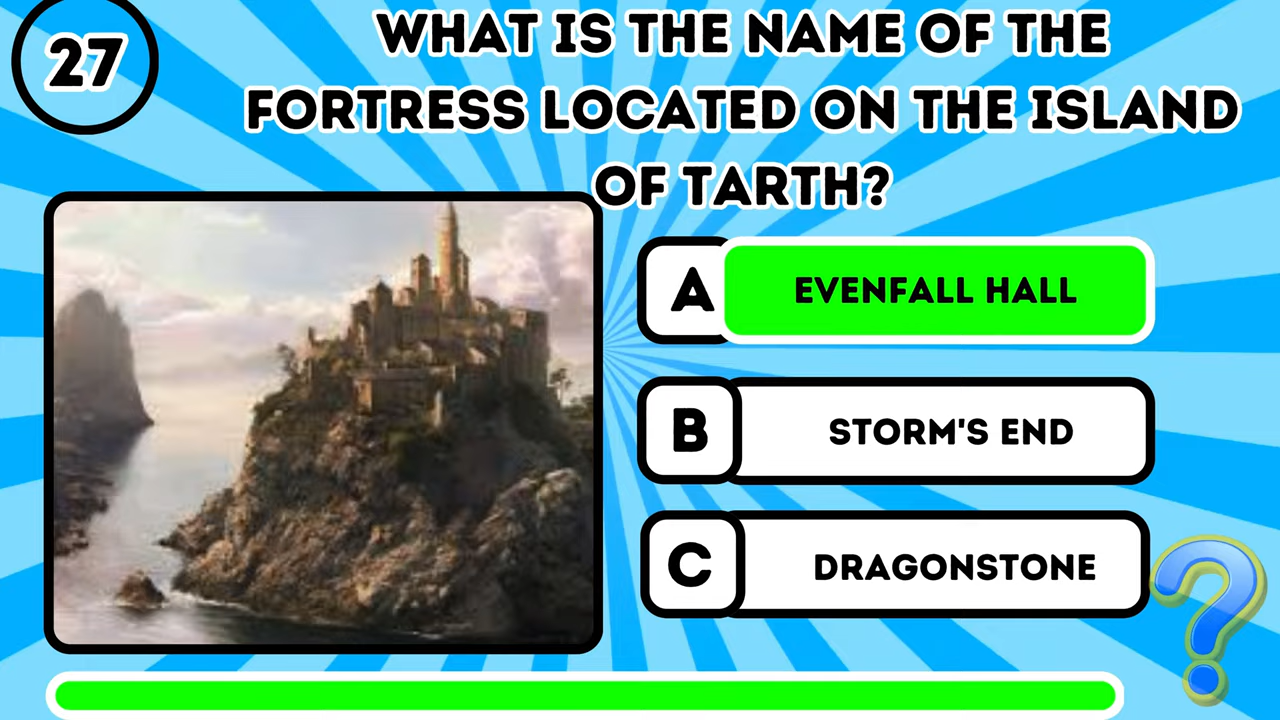 27
WHAT IS THE NAME OF THE
FORTRESS LOCATED ON THE ISLAND
OF TARTH?
A EVENFALL HALL
B STORM'S END
C DRAGONSTONE